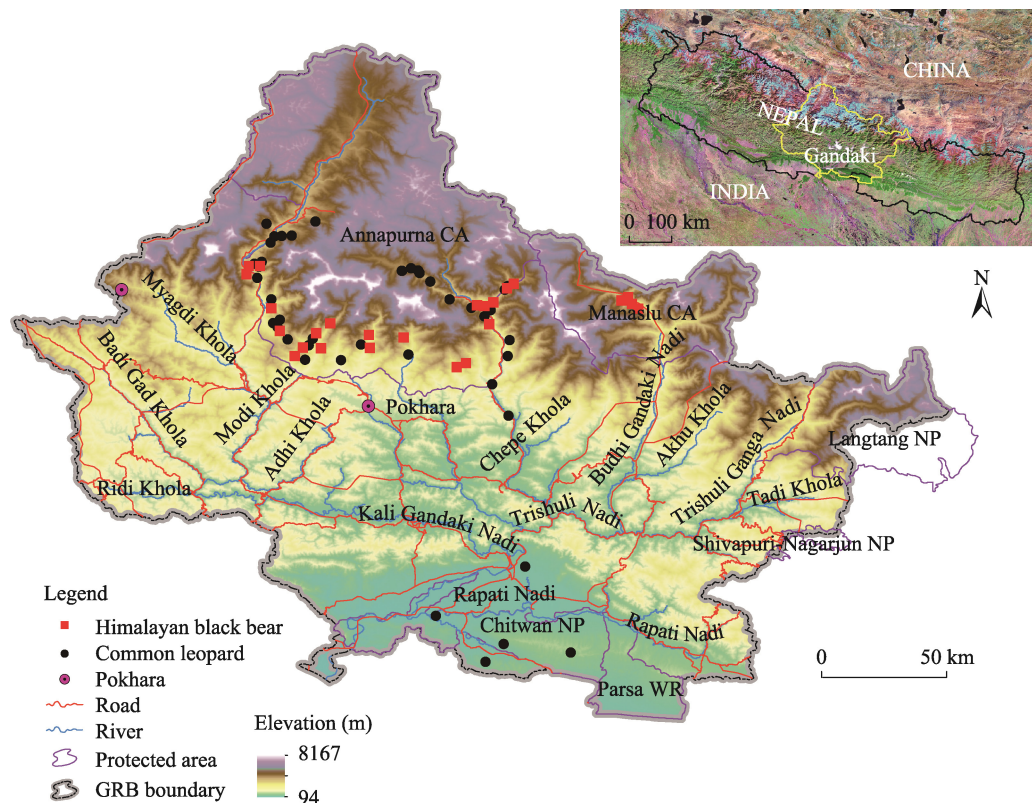 CHINA
NEPAL
Gandaki
INDIA
0 100 km
N
Annapurna CA
Manaslu CA
Myagdi Khola
Badi Gad Khola
Modi Khola
Adhi Khola
Pokhara
Chepe Khola
Budhi Gandaki Nadi
Akhu Khola
Trishuli Ganga Nadi
Langtang NP
Tadi Khola
Ridi Khola
Kali Gandaki Nadi
Trishuli Nadi
Shivapuri-Nagarjun NP
Rapati Nadi
Chitwan NP
Rapati Nadi
Parsa WR
0 50 km
Legend
Himalayan black bear
Common leopard
Pokhara
Road
River
Protected area
GRB boundary
Elevation (m)
8167
94